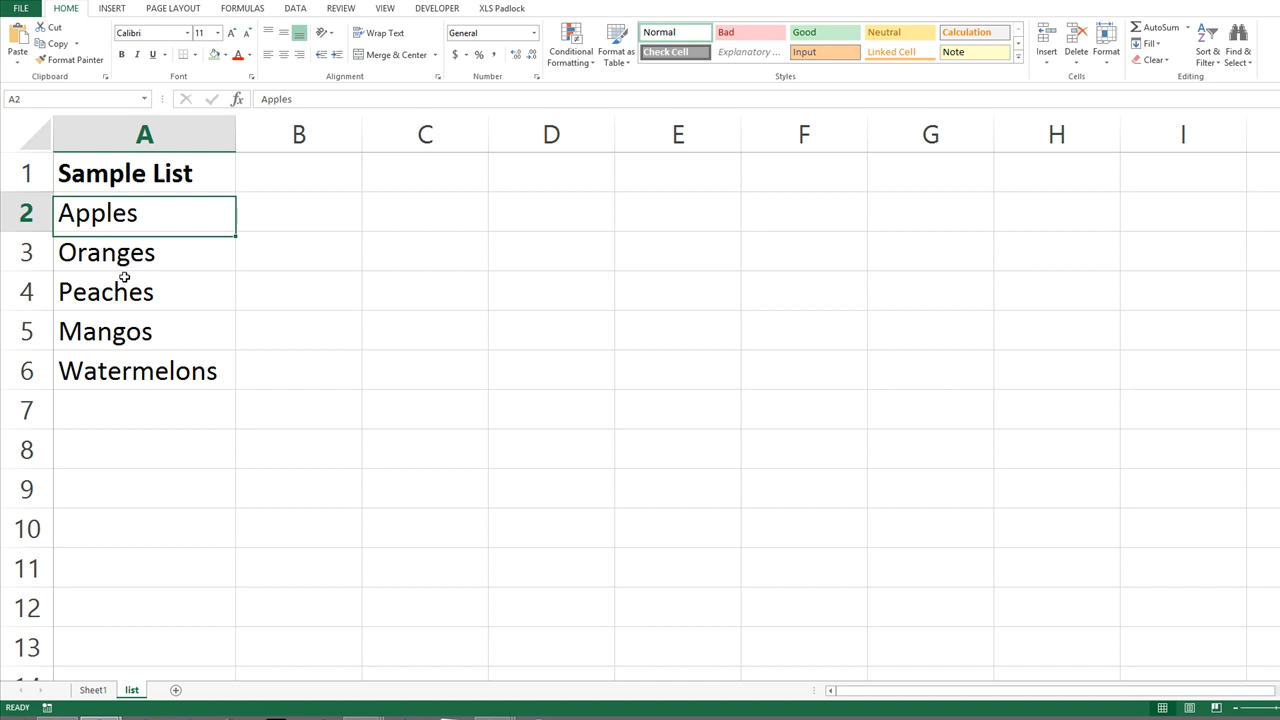 FILE HOME INSERT PAGE LAYOUT FORMULAS DATA REVIEW VIEW DEVELOPER XLS Padlock
Paste
Cut
Copy
Format Painter
Clipboard
Calibri 11
B I U
Font
Wrap Text
Merge & Center
Alignment
General
$ % ,
Number
Conditional Formatting
Format as Table
Normal Bad Good Neutral Calculation
Check Cell Explanatory ... Input Linked Cell Note
Styles
Insert Delete Format
Cells
AutoSum
Fill
Clear
Sort & Filter
Find & Select
Editing
A2 fx Apples
A B C D E F G H I
1 Sample List
2 Apples
3 Oranges
4 Peaches
5 Mangos
6 Watermelons
7
8
9
10
11
12
13
Sheet1 list
READY